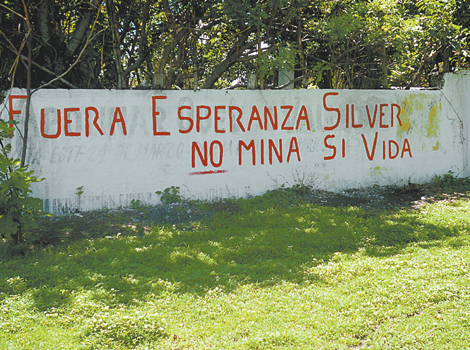 FUERA ESPERANZA SILVER
NO MINA SI VIDA